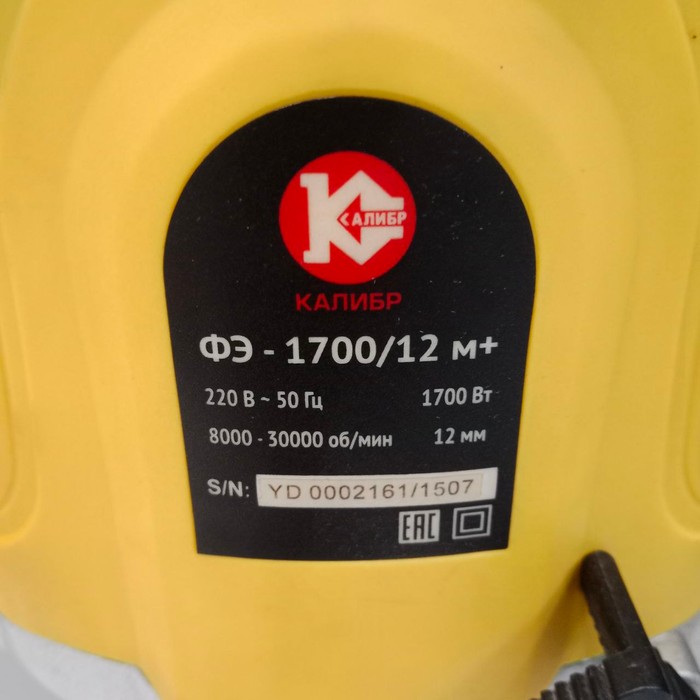 КАЛИБР
КАЛИБР
ФЭ - 1700/12 м+
220 В ~ 50 Гц 1700 Вт
8000 - 30000 об/мин 12 мм
S/N: YD 0002161/1507
EAC